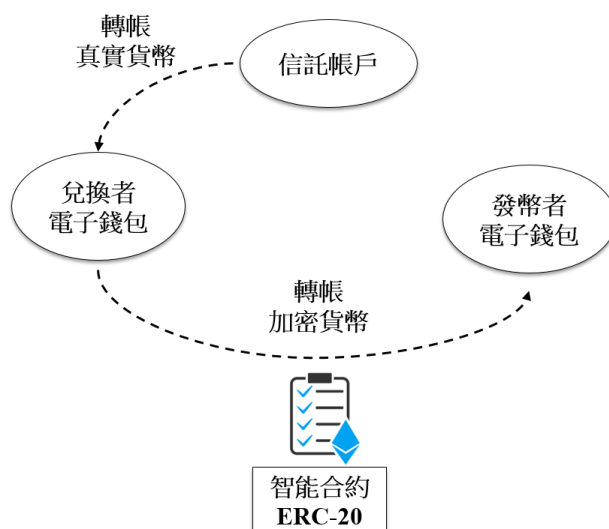 轉帳
真實貨幣
信託帳戶
兌換者
電子錢包
發幣者
電子錢包
轉帳
加密貨幣
智能合約
ERC-20